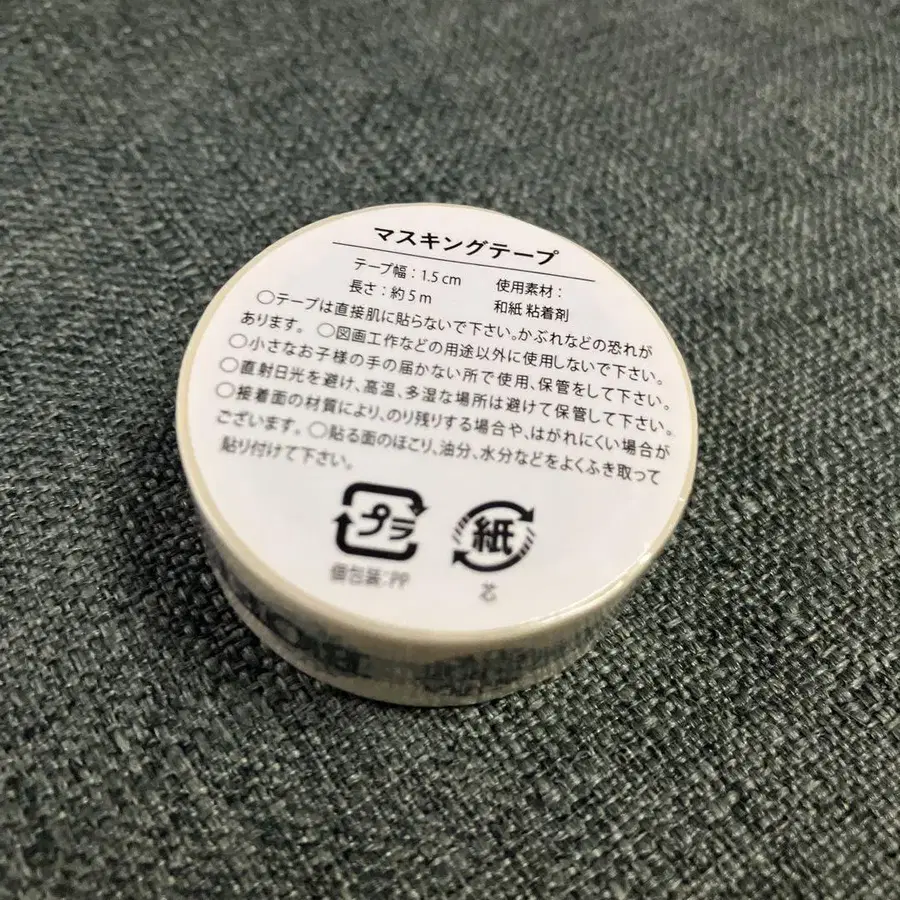 マスキングテープ
テープ幅：1.5 cm
長さ：約5 m
使用素材：
和紙 粘着剤
○テープは直接肌に貼らないで下さい。かぶれなどの恐れが
あります。 ○図画工作などの用途以外に使用しないで下さい。
○小さなお子様の手の届かない所で使用、保管をして下さい。
○直射日光を避け、高温、多湿な場所は避けて保管して下さい。
○接着面の材質により、のり残りする場合や、はがれにくい場合が
ございます。 ○貼る面のほこり、油分、水分などをよくふき取って
貼り付けて下さい。
プラ
個包装：PP
紙
芯